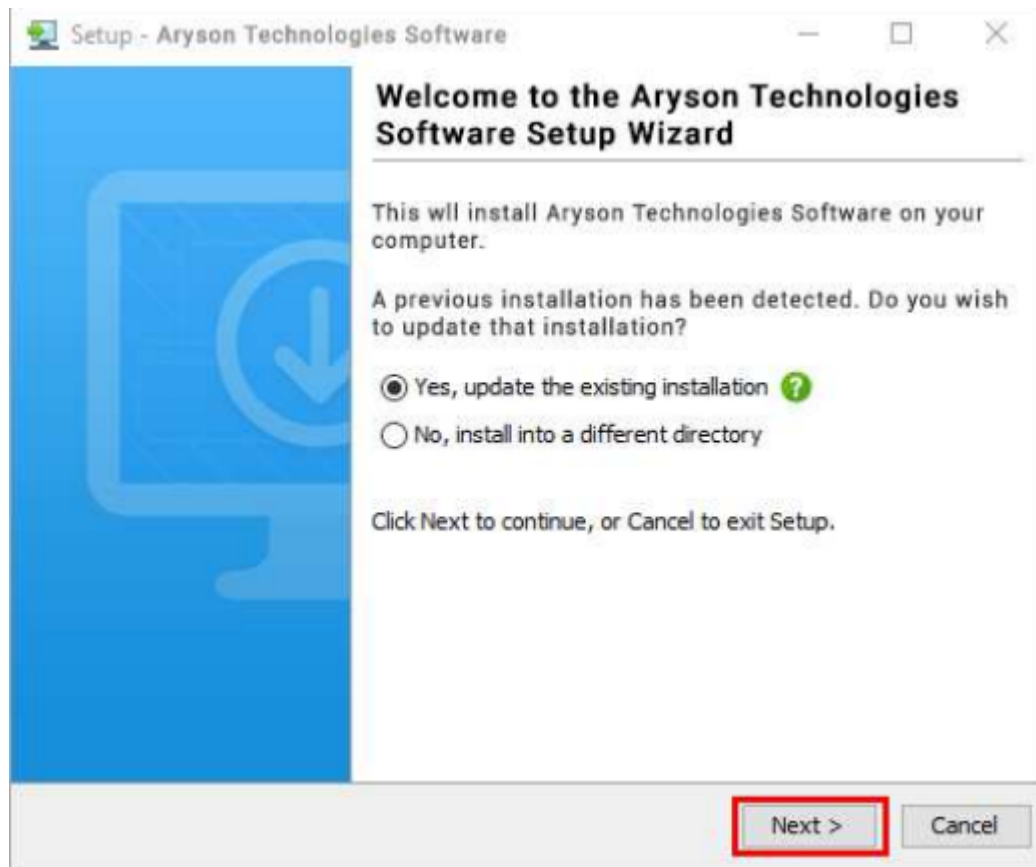 Setup - Aryson Technologies Software
Welcome to the Aryson Technologies
Software Setup Wizard
This wll install Aryson Technologies Software on your
computer.
A previous installation has been detected. Do you wish
to update that installation?
Yes, update the existing installation ?
No, install into a different directory
Click Next to continue, or Cancel to exit Setup.
Next > Cancel